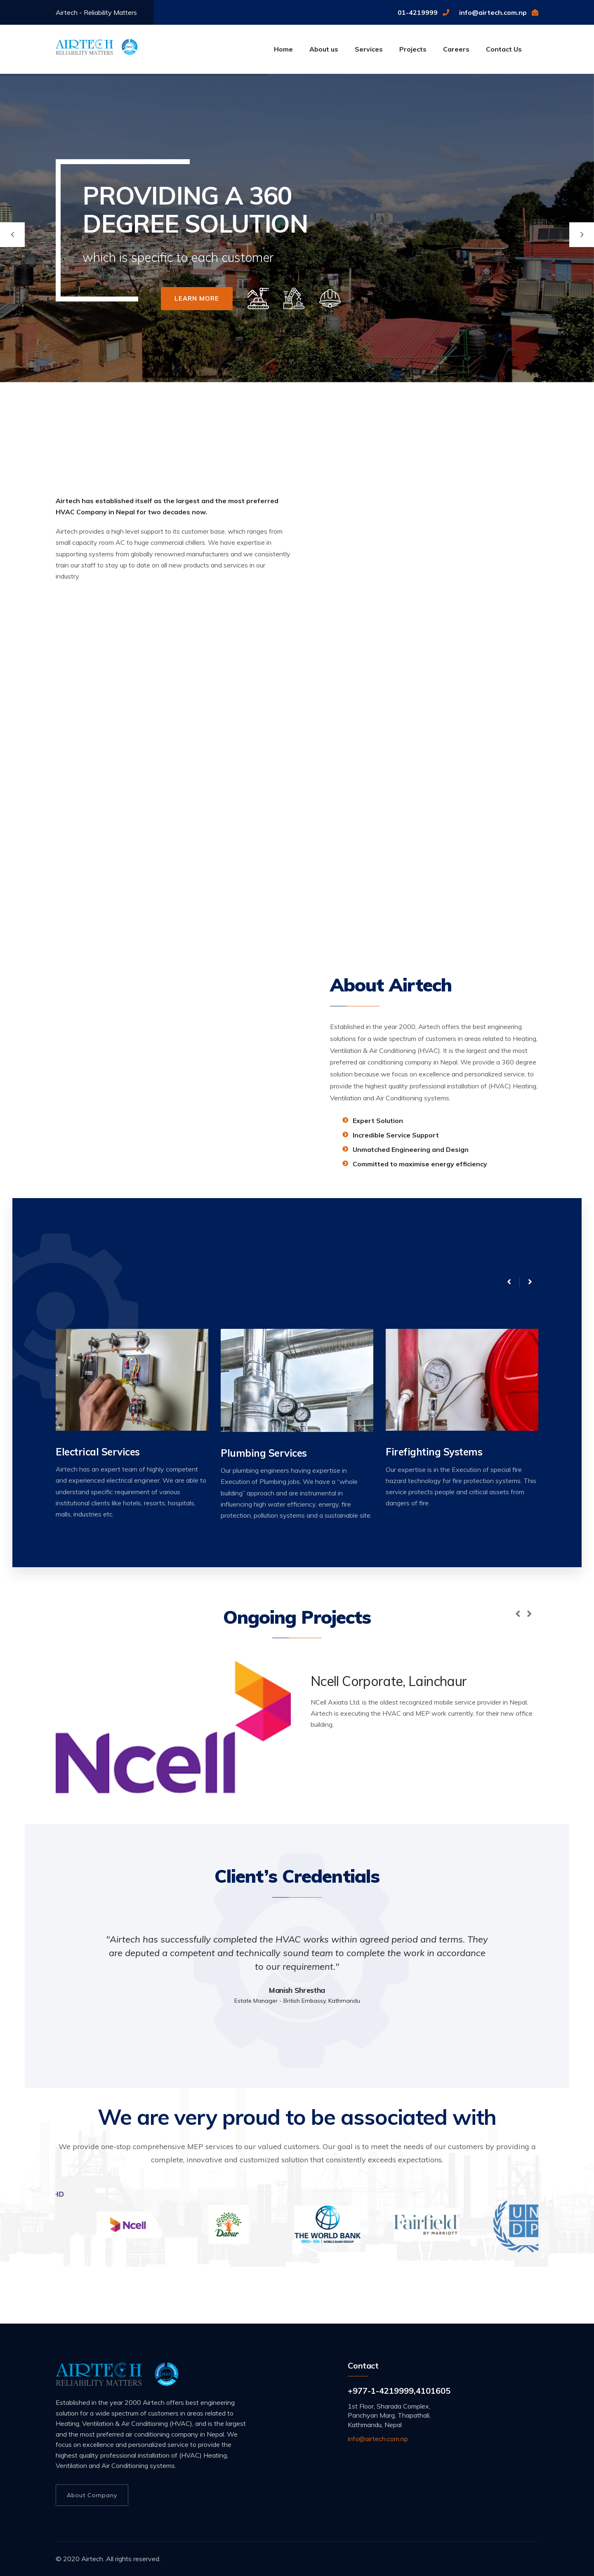 Airtech - Reliability Matters
01-4219999
info@airtech.com.np
AIRTECH
RELIABILITY MATTERS
Home
About us
Services
Projects
Careers
Contact Us
PROVIDING A 360
DEGREE SOLUTION
which is specific to each customer
LEARN MORE
Airtech has established itself as the largest and the most preferred
HVAC Company in Nepal for two decades now.
Airtech provides a high level support to its customer base, which ranges from
small capacity room AC to huge commercial chillers. We have expertise in
supporting systems from globally renowned manufacturers and we consistently
train our staff to stay up to date on all new products and services in our
industry.
About Airtech
Established in the year 2000, Airtech offers the best engineering
solutions for a wide spectrum of customers in areas related to Heating,
Ventilation & Air Conditioning (HVAC). It is the largest and the most
preferred air conditioning company in Nepal. We provide a 360 degree
solution because we focus on excellence and personalized service, to
provide the highest quality professional installation of (HVAC) Heating,
Ventilation and Air Conditioning systems.
Expert Solution
Incredible Service Support
Unmatched Engineering and Design
Committed to maximise energy efficiency
Electrical Services
Airtech has an expert team of highly competent
and experienced electrical engineer. We are able to
understand specific requirement of various
institutional clients like hotels, resorts, hospitals,
malls, industries etc.
Plumbing Services
Our plumbing engineers having expertise in
Execution of Plumbing jobs. We have a “whole
building” approach and are instrumental in
influencing high water efficiency, energy, fire
protection, pollution systems and a sustainable site.
Firefighting Systems
Our expertise is in the Execution of special fire
hazard technology for fire protection systems. This
service protects people and critical assets from
dangers of fire.
Ongoing Projects
Ncell
Ncell Corporate, Lainchaur
NCell Axiata Ltd. is the oldest recognized mobile service provider in Nepal.
Airtech is executing the HVAC and MEP work currently, for their new office
building.
Client’s Credentials
"Airtech has successfully completed the HVAC works within agreed period and terms. They
are deputed a competent and technically sound team to complete the work in accordance
to our requirement."
Manish Shrestha
Estate Manager - British Embassy, Kathmandu
We are very proud to be associated with
We provide one-stop comprehensive MEP services to our valued customers. Our goal is to meet the needs of our customers by providing a
complete, innovative and customized solution that consistently exceeds expectations.
HD
Ncell
Dabur
THE WORLD BANK
IBRD • IDA | WORLD BANK GROUP
Fairfield
BY MARRIOTT
UN
DP
AIRTECH
RELIABILITY MATTERS
Established in the year 2000 Airtech offers best engineering
solution for a wide spectrum of customers in areas related to
Heating, Ventilation & Air Conditioning (HVAC), and is the largest
and the most preferred air conditioning company in Nepal. We
focus on excellence and personalized service to provide the
highest quality professional installation of (HVAC) Heating,
Ventilation and Air Conditioning systems.
About Company
Contact
+977-1-4219999,4101605
1st Floor, Sharada Complex,
Panchyan Marg, Thapathali,
Kathmandu, Nepal
info@airtech.com.np
© 2020 Airtech. All rights reserved.